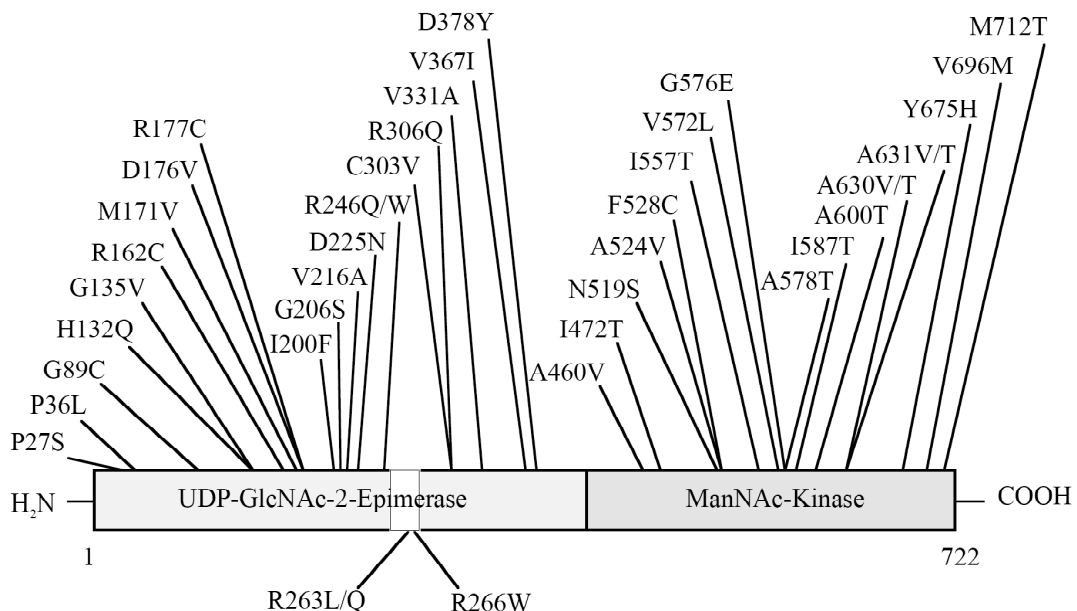 D378Y
M712T
V367I
V696M
G576E
V331A
Y675H
R177C
R306Q
V572L
A631V/T
D176V
C303V
I557T
A630V/T
M171V
R246Q/W
F528C
A600T
R162C
D225N
A524V
I587T
G135V
V216A
N519S
A578T
H132Q
G206S
I472T
I200F
G89C
A460V
P36L
P27S
H₂N
UDP-GlcNAc-2-Epimerase
ManNAc-Kinase
COOH
1
722
R263L/Q
R266W